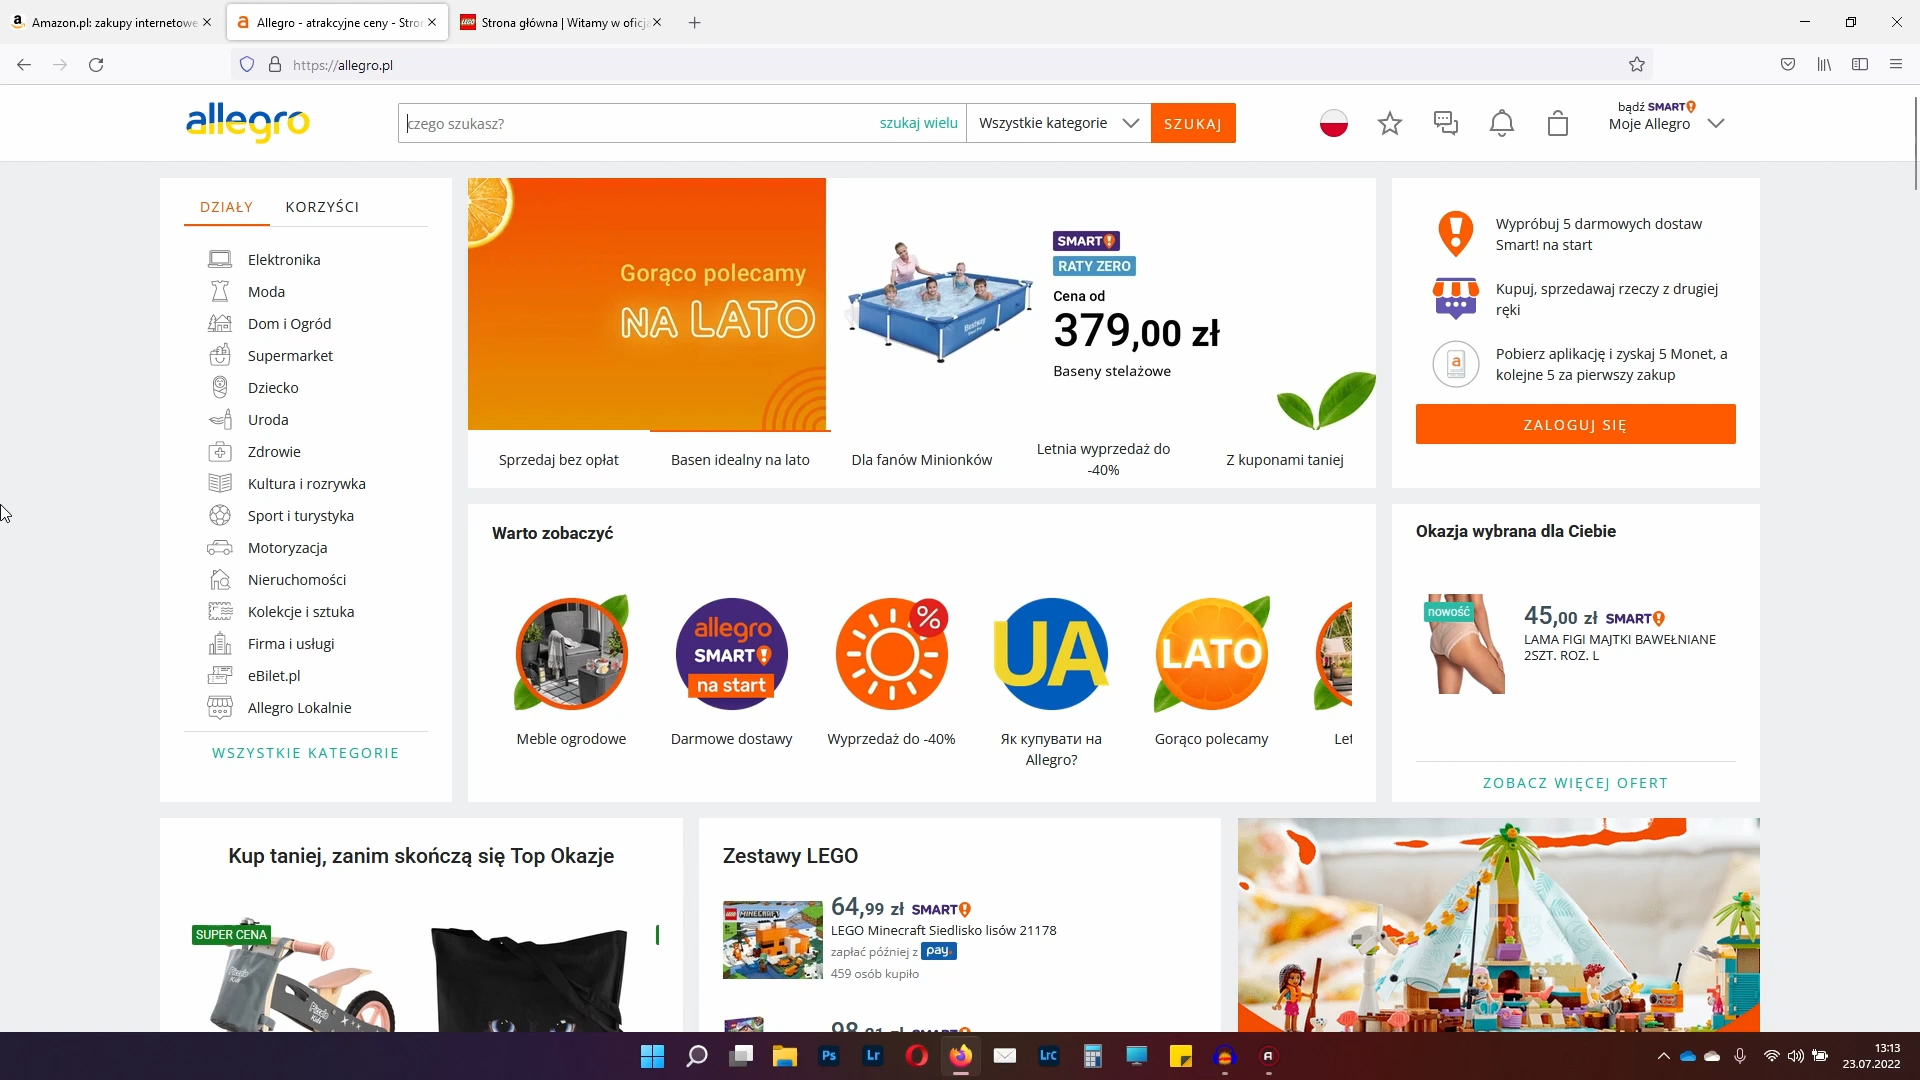 Amazon.pl: zakupy internetowe
Allegro - atrakcyjne ceny - Stro
Strona główna | Witamy w oficj
https://allegro.pl
allegro
czego szukasz?
szukaj wielu
Wszystkie kategorie
SZUKAJ
bądź SMART!
Moje Allegro
DZIAŁY
KORZYŚCI
Elektronika
Moda
Dom i Ogród
Supermarket
Dziecko
Uroda
Zdrowie
Kultura i rozrywka
Sport i turystyka
Motoryzacja
Nieruchomości
Kolekcje i sztuka
Firma i usługi
eBilet.pl
Allegro Lokalnie
WSZYSTKIE KATEGORIE
Gorąco polecamy
NA LATO
Bestway
SMART!
RATY ZERO
Cena od
379,00 zł
Baseny stelażowe
Sprzedaj bez opłat
Basen idealny na lato
Dla fanów Minionków
Letnia wyprzedaż do
-40%
Z kuponami taniej
Wypróbuj 5 darmowych dostaw
Smart! na start
Kupuj, sprzedawaj rzeczy z drugiej
ręki
a
Pobierz aplikację i zyskaj 5 Monet, a
kolejne 5 za pierwszy zakup
ZALOGUJ SIĘ
Warto zobaczyć
allegro
SMART!
na start
%
UA
LATO
Meble ogrodowe
Darmowe dostawy
Wyprzedaż do -40%
Як купувати на
Allegro?
Gorąco polecamy
Let
Okazja wybrana dla Ciebie
nowość
45,00 zł SMART!
LAMA FIGI MAJTKI BAWEŁNIANE
2SZT. ROZ. L
ZOBACZ WIĘCEJ OFERT
Kup taniej, zanim skończą się Top Okazje
SUPER CENA
Zestawy LEGO
LEGO MINECRAFT
64,99 zł SMART!
LEGO Minecraft Siedlisko lisów 21178
zapłać później z pay
459 osób kupiło
Ps
Lr
LrC
A
13:13
23.07.2022